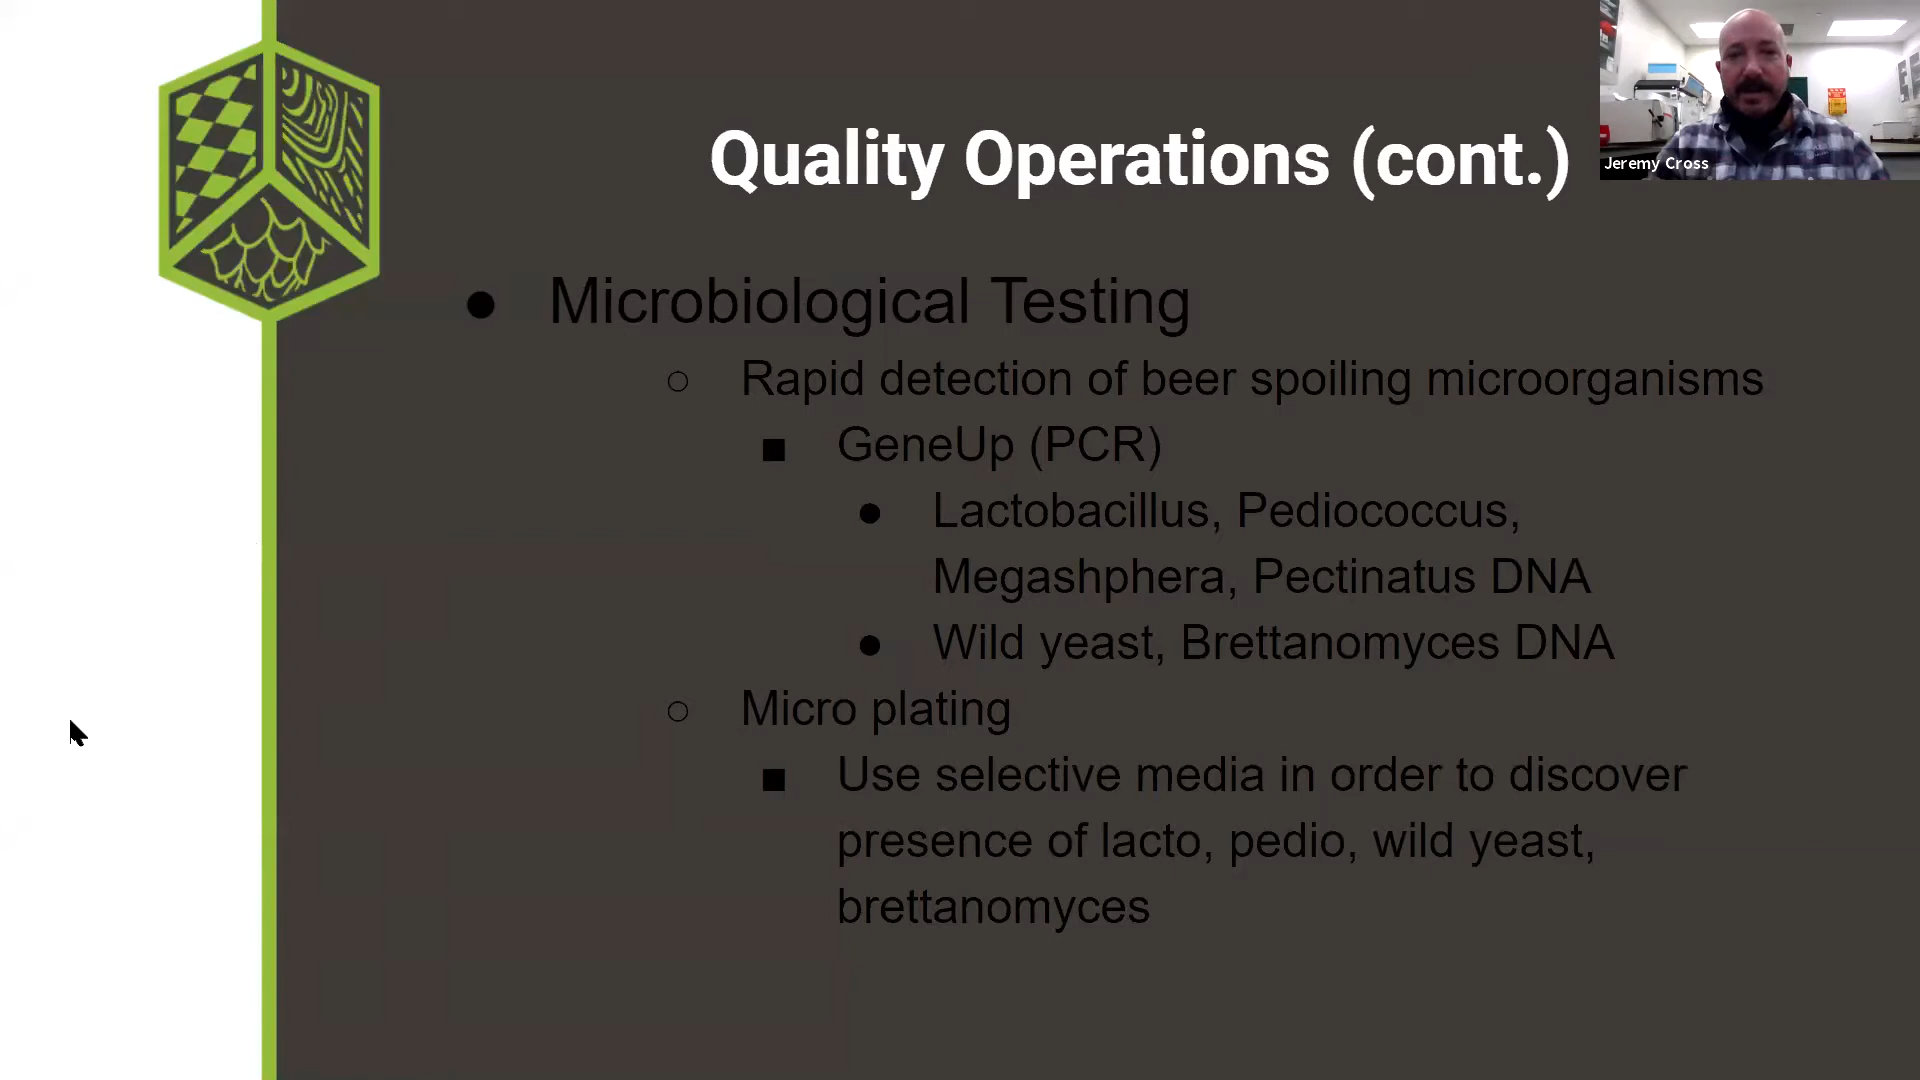 Quality Operations (cont.)
Jeremy Cross
● Microbiological Testing
○ Rapid detection of beer spoiling microorganisms
■ GeneUp (PCR)
● Lactobacillus, Pediococcus,
Megashphera, Pectinatus DNA
● Wild yeast, Brettanomyces DNA
○ Micro plating
■ Use selective media in order to discover
presence of lacto, pedio, wild yeast,
brettanomyces